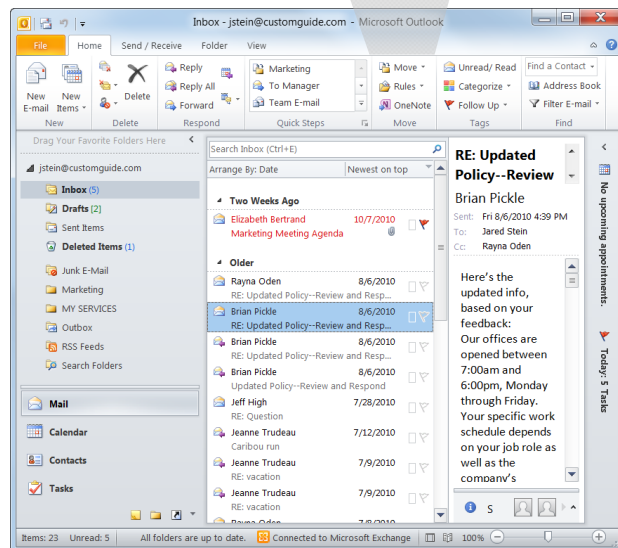 Inbox - jstein@customguide.com - Microsoft Outlook
File Home Send / Receive Folder View
New E-mail
New Items
Delete
Reply
Reply All
Forward
Marketing
To Manager
Team E-mail
Move
Rules
OneNote
Unread/ Read
Categorize
Follow Up
Find a Contact
Address Book
Filter E-mail
New Delete Respond Quick Steps Move Tags Find
Drag Your Favorite Folders Here
jstein@customguide.com
Inbox (5)
Drafts [2]
Sent Items
Deleted Items (1)
Junk E-Mail
Marketing
MY SERVICES
Outbox
RSS Feeds
Search Folders
Mail
Calendar
Contacts
Tasks
Search Inbox (Ctrl+E)
Arrange By: Date Newest on top
Two Weeks Ago
Elizabeth Bertrand 10/7/2010
Marketing Meeting Agenda
Older
Rayna Oden 8/6/2010
RE: Updated Policy--Review and Resp...
Brian Pickle 8/6/2010
RE: Updated Policy--Review and Resp...
Brian Pickle 8/6/2010
RE: Updated Policy--Review and Resp...
Brian Pickle 8/6/2010
Updated Policy--Review and Respond
Jeff High 7/28/2010
RE: Question
Jeanne Trudeau 7/12/2010
Caribou run
Jeanne Trudeau 7/9/2010
RE: vacation
Jeanne Trudeau 7/9/2010
RE: vacation
Rayna Oden 7/8/2010
RE: Updated
Policy--Review
Brian Pickle
Sent: Fri 8/6/2010 4:39 PM
To: Jared Stein
Cc: Rayna Oden
Here's the
updated info,
based on your
feedback:
Our offices are
opened between
7:00am and
6:00pm, Monday
through Friday.
Your specific work
schedule depends
on your job role as
well as the
company's
S
No upcoming appointments.
Today: 5 Tasks
Items: 23 Unread: 5 All folders are up to date. Connected to Microsoft Exchange 100%